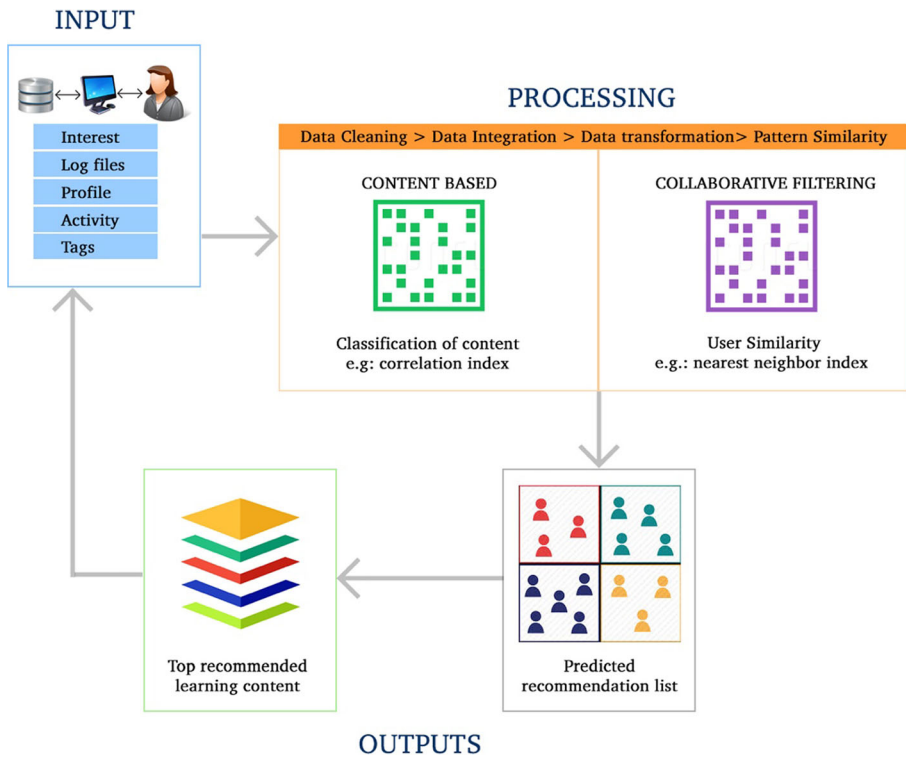 INPUT
Interest
Log files
Profile
Activity
Tags
PROCESSING
Data Cleaning > Data Integration > Data transformation> Pattern Similarity
CONTENT BASED
Classification of content
e.g: correlation index
COLLABORATIVE FILTERING
User Similarity
e.g.: nearest neighbor index
Top recommended
learning content
Predicted
recommendation list
OUTPUTS